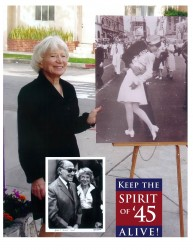 KEEP THE
SPIRIT
OF '45
ALIVE!